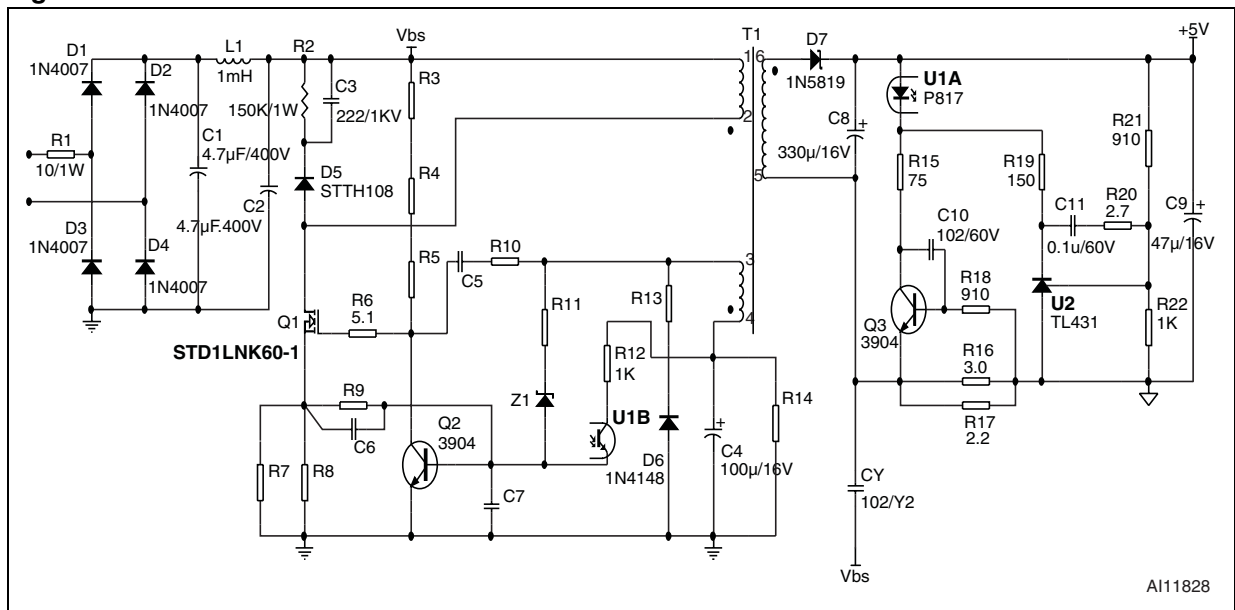 Vbs
T1
D7
+5V
D1
1N4007
D2
1N4007
L1
1mH
R2
150K/1W
C3
222/1KV
R3
1
6
1N5819
U1A
P817
R1
10/1W
C1
4.7µF/400V
2
C8
330µ/16V
R21
910
D5
STTH108
R4
5
R15
75
R19
150
C11
0.1u/60V
R20
2.7
C9
47µ/16V
D3
1N4007
D4
1N4007
C2
4.7µF.400V
R5
C5
R10
3
C10
102/60V
R11
R13
4
R18
910
U2
TL431
R22
1K
Q1
STD1LNK60-1
R6
5.1
Q3
3904
R12
1K
R16
3.0
R9
C6
Z1
U1B
R14
R17
2.2
Q2
3904
D6
1N4148
C4
100µ/16V
R7
R8
C7
CY
102/Y2
Vbs
AI11828